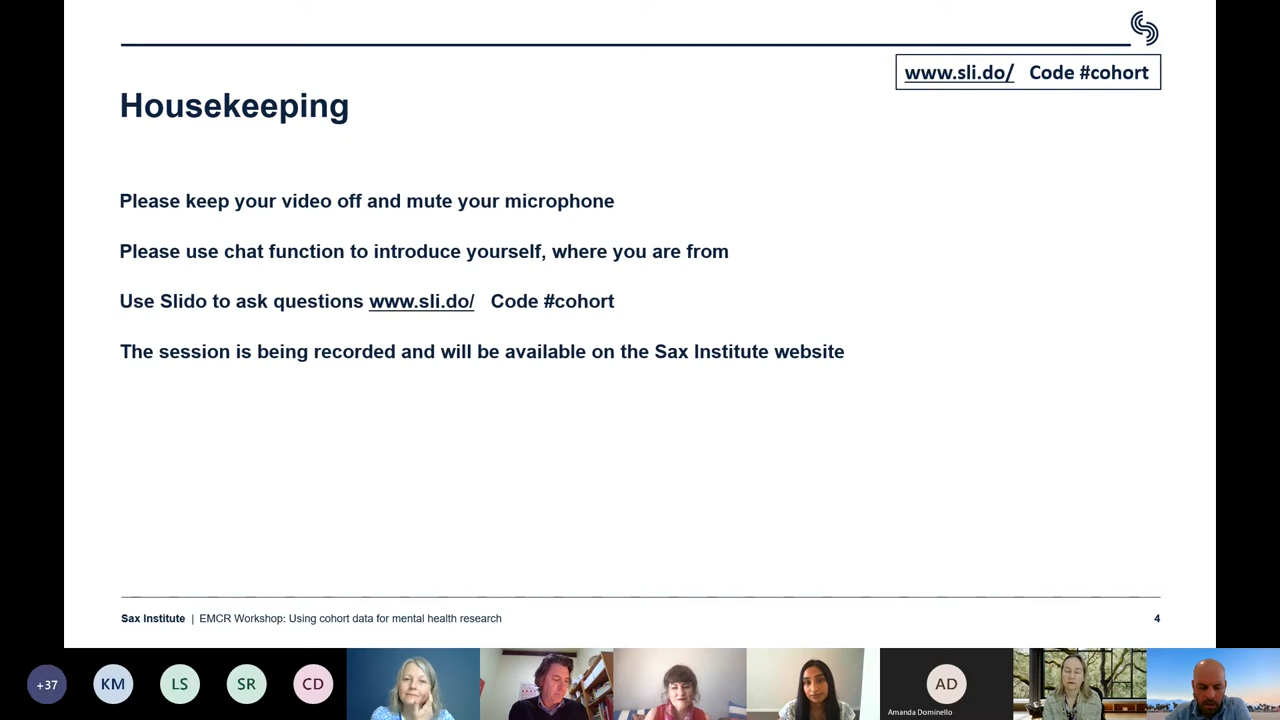 www.sli.do/ Code #cohort
Housekeeping
Please keep your video off and mute your microphone
Please use chat function to introduce yourself, where you are from
Use Slido to ask questions www.sli.do/ Code #cohort
The session is being recorded and will be available on the Sax Institute website
Sax Institute | EMCR Workshop: Using cohort data for mental health research 4
+37 KM LS SR CD AD
Amanda Dominello